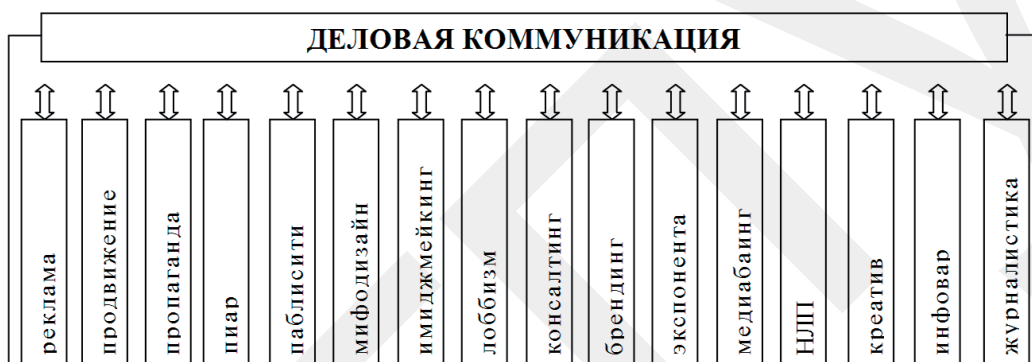 ДЕЛОВАЯ КОММУНИКАЦИЯ
реклама
продвижение
пропаганда
пиар
паблисити
мифодизайн
имиджмейкинг
лоббизм
консалтинг
брендинг
экспонента
медиабаинг
НЛП
креатив
инфовар
журналистика